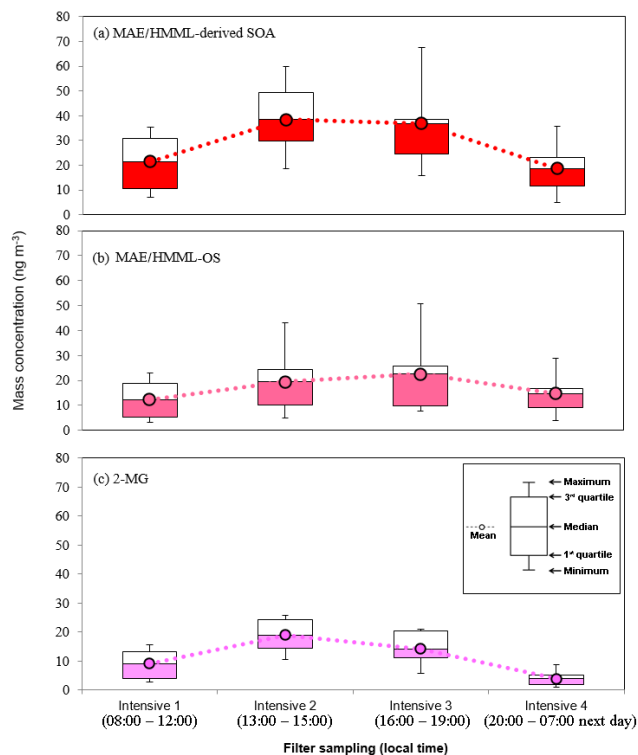 Mass concentration (ng m-3)
(a) MAE/HMML-derived SOA
80
70
60
50
40
30
20
10
0
(b) MAE/HMML-OS
80
70
60
50
40
30
20
10
0
(c) 2-MG
80
70
60
50
40
30
20
10
0
Mean
Maximum
3rd quartile
Median
1st quartile
Minimum
Intensive 1 Intensive 2 Intensive 3 Intensive 4
(08:00 – 12:00) (13:00 – 15:00) (16:00 – 19:00) (20:00 – 07:00 next day)
Filter sampling (local time)